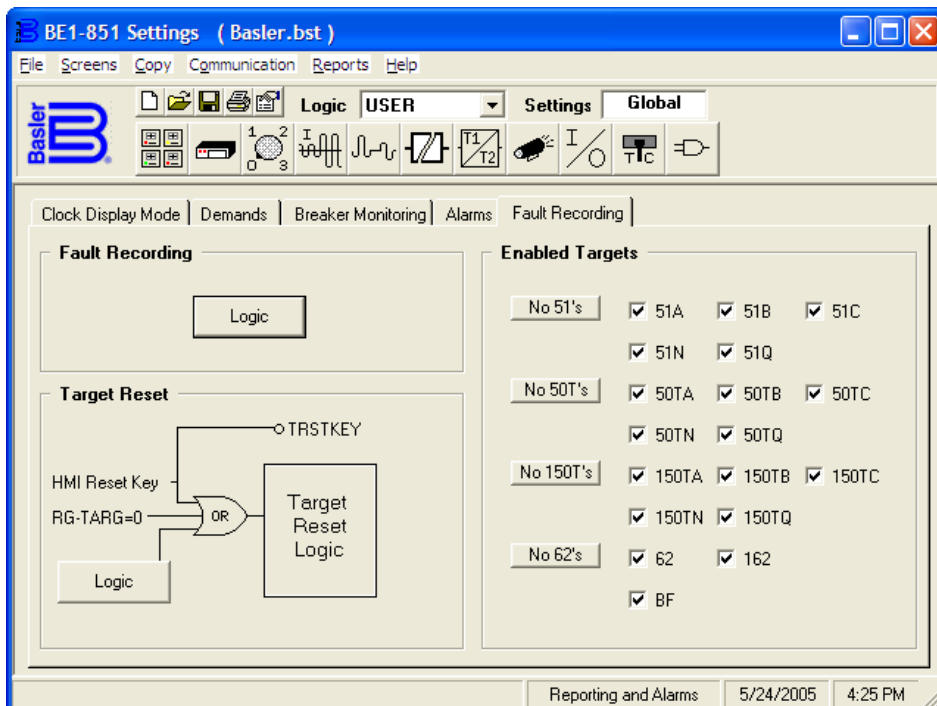 BE1-851 Settings ( Basler.bst )
File Screens Copy Communication Reports Help
Basler
Logic USER Settings Global
1 2 0 3 I T1 T2 I O T C
Clock Display Mode Demands Breaker Monitoring Alarms Fault Recording
Fault Recording
Logic
Target Reset
TRSTKEY
HMI Reset Key
RG-TARG=0
OR
Target
Reset
Logic
Logic
Enabled Targets
No 51's 51A 51B 51C
51N 51Q
No 50T's 50TA 50TB 50TC
50TN 50TQ
No 150T's 150TA 150TB 150TC
150TN 150TQ
No 62's 62 162
BF
Reporting and Alarms 5/24/2005 4:25 PM